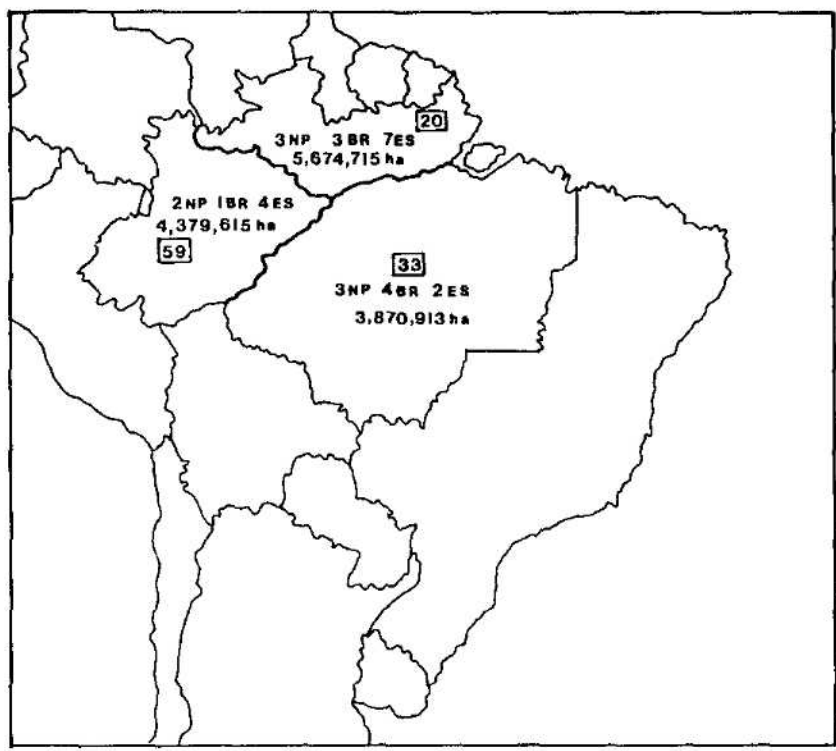 20
3NP 3BR 7ES
5,674,715 ha
2NP 1BR 4ES
4,379,615 ha
59
33
3NP 4BR 2ES
3,870,913 ha